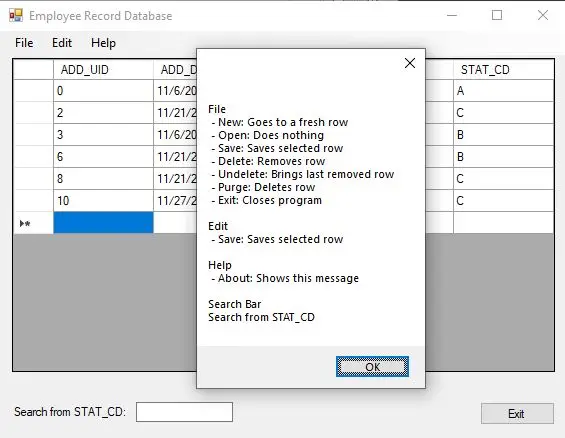 Employee Record Database
File Edit Help
ADD_UID ADD_D STAT_CD
0 11/6/20 A
2 11/21/2 C
3 11/6/20 B
6 11/21/2 B
8 11/21/2 C
10 11/27/2 C
File
- New: Goes to a fresh row
- Open: Does nothing
- Save: Saves selected row
- Delete: Removes row
- Undelete: Brings last removed row
- Purge: Deletes row
- Exit: Closes program
Edit
- Save: Saves selected row
Help
- About: Shows this message
Search Bar
Search from STAT_CD
OK
Search from STAT_CD:
Exit